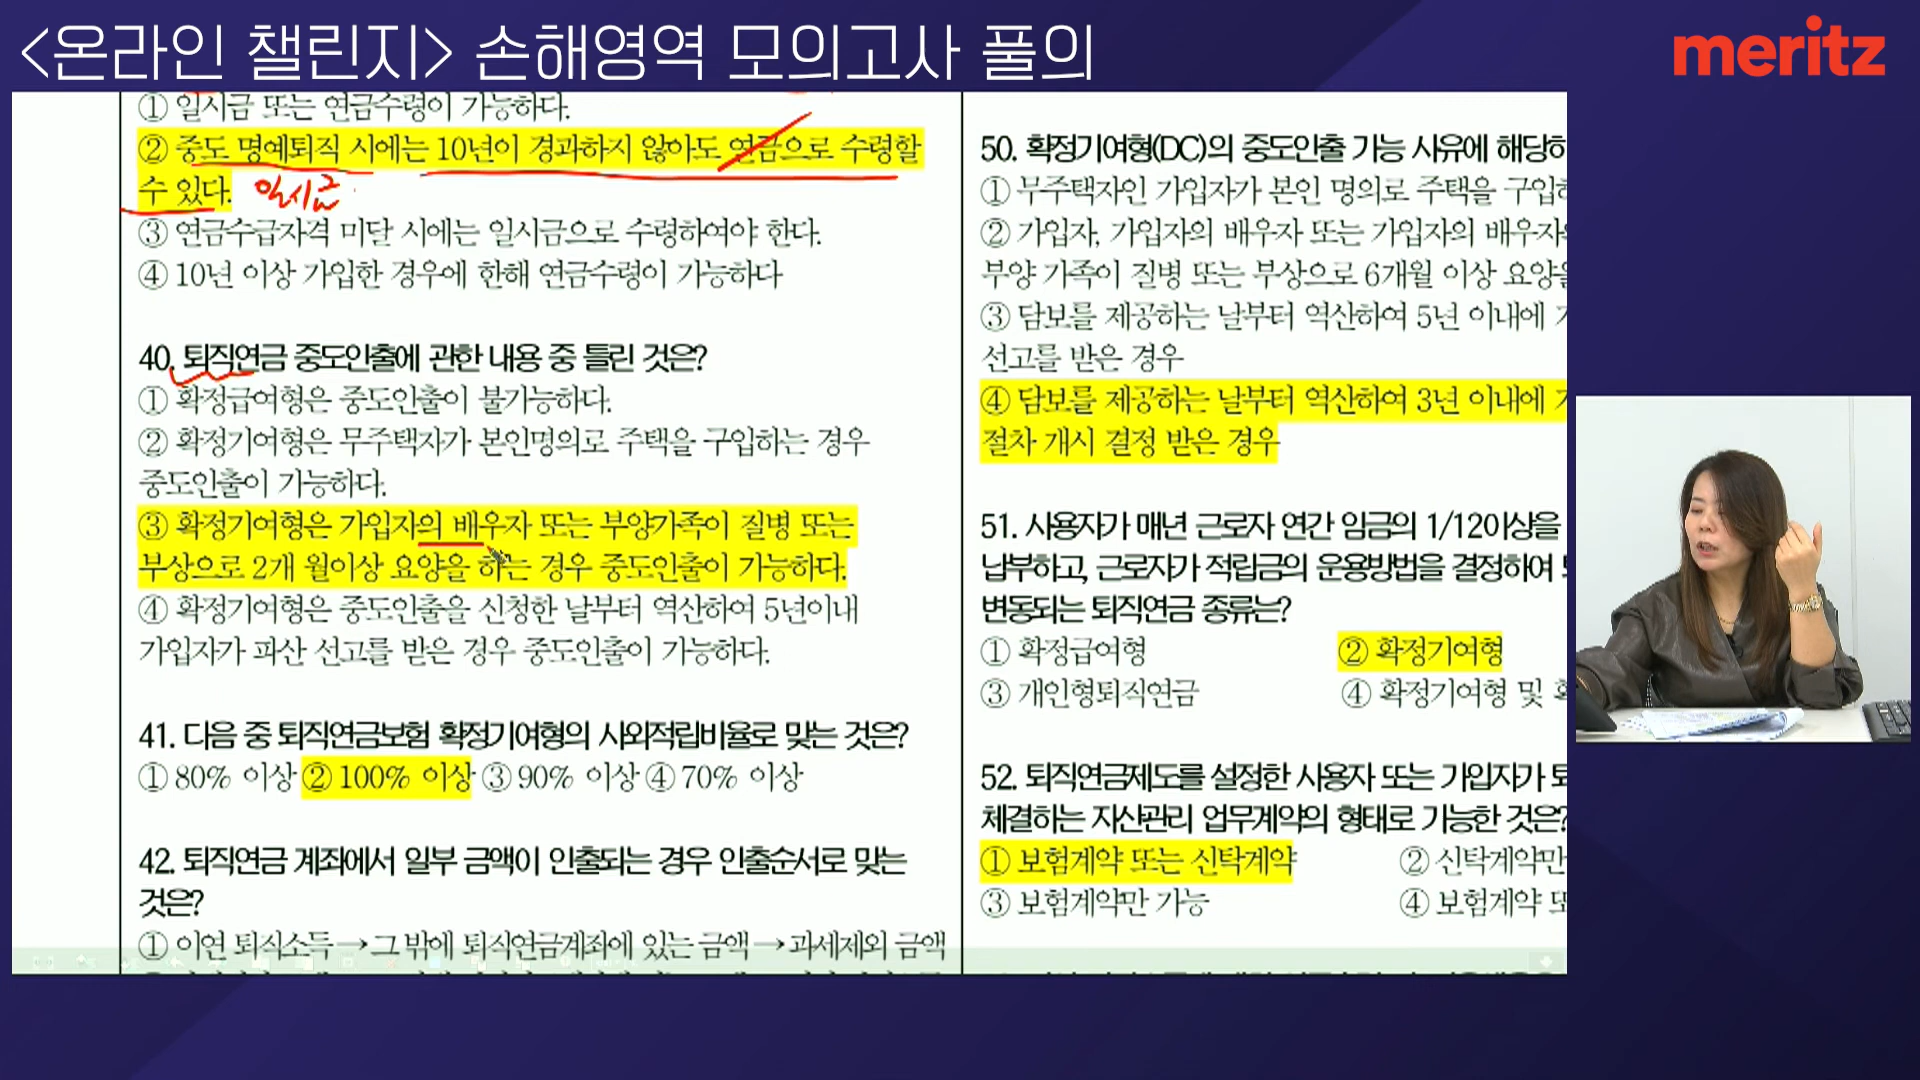 <온라인 챌린지> 손해영역 모의고사 풀의
meritz
① 일시금 또는 연금수령이 가능하다.
② 중도 명예퇴직 시에는 10년이 경과하지 않아도 연금으로 수령할
수 있다. 일시금
③ 연금수급자격 미달 시에는 일시금으로 수령하여야 한다.
④ 10년 이상 가입한 경우에 한해 연금수령이 가능하다
40. 퇴직연금 중도인출에 관한 내용 중 틀린 것은?
① 확정급여형은 중도인출이 불가능하다.
② 확정기여형은 무주택자가 본인명의로 주택을 구입하는 경우
중도인출이 가능하다.
③ 확정기여형은 가입자의 배우자 또는 부양가족이 질병 또는
부상으로 2개 월이상 요양을 하는 경우 중도인출이 가능하다.
④ 확정기여형은 중도인출을 신청한 날부터 역산하여 5년이내
가입자가 파산 선고를 받은 경우 중도인출이 가능하다.
41. 다음 중 퇴직연금보험 확정기여형의 사외적립비율로 맞는 것은?
① 80% 이상 ② 100% 이상 ③ 90% 이상 ④ 70% 이상
42. 퇴직연금 계좌에서 일부 금액이 인출되는 경우 인출순서로 맞는
것은?
① 이연 퇴직소득→그 밖에 퇴직연금계좌에 있는 금액→과세제외 금액
50. 확정기여형(DC)의 중도인출 가능 사유에 해당하
① 무주택자인 가입자가 본인 명의로 주택을 구입하
② 가입자, 가입자의 배우자 또는 가입자의 배우자의
부양 가족이 질병 또는 부상으로 6개월 이상 요양을
③ 담보를 제공하는 날부터 역산하여 5년 이내에
선고를 받은 경우
④ 담보를 제공하는 날부터 역산하여 3년 이내에
절차 개시 결정 받은 경우
51. 사용자가 매년 근로자 연간 임금의 1/12이상을
납부하고, 근로자가 적립금의 운용방법을 결정하여
변동되는 퇴직연금 종류는?
① 확정급여형 ② 확정기여형
③ 개인형퇴직연금 ④ 확정기여형 및
52. 퇴직연금제도를 설정한 사용자 또는 가입자가 퇴
체결하는 자산관리 업무계약의 형태로 가능한 것은?
① 보험계약 또는 신탁계약 ② 신탁계약만
③ 보험계약만 가능 ④ 보험계약 또